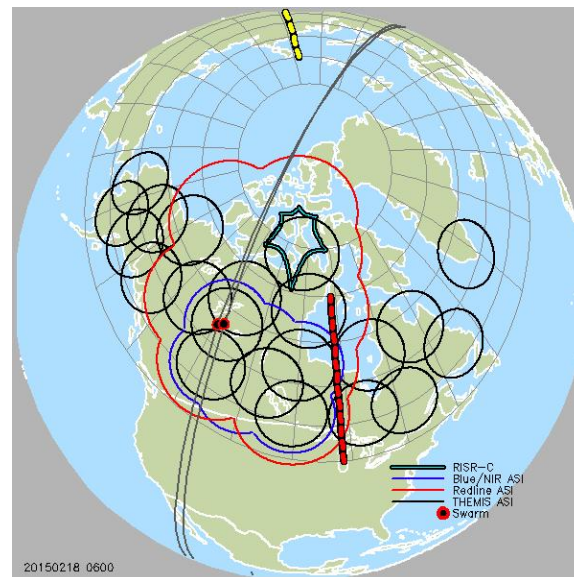 RISR-C
Blue/NIR ASI
Redline ASI
THEMIS ASI
Swarm
20150218 0600